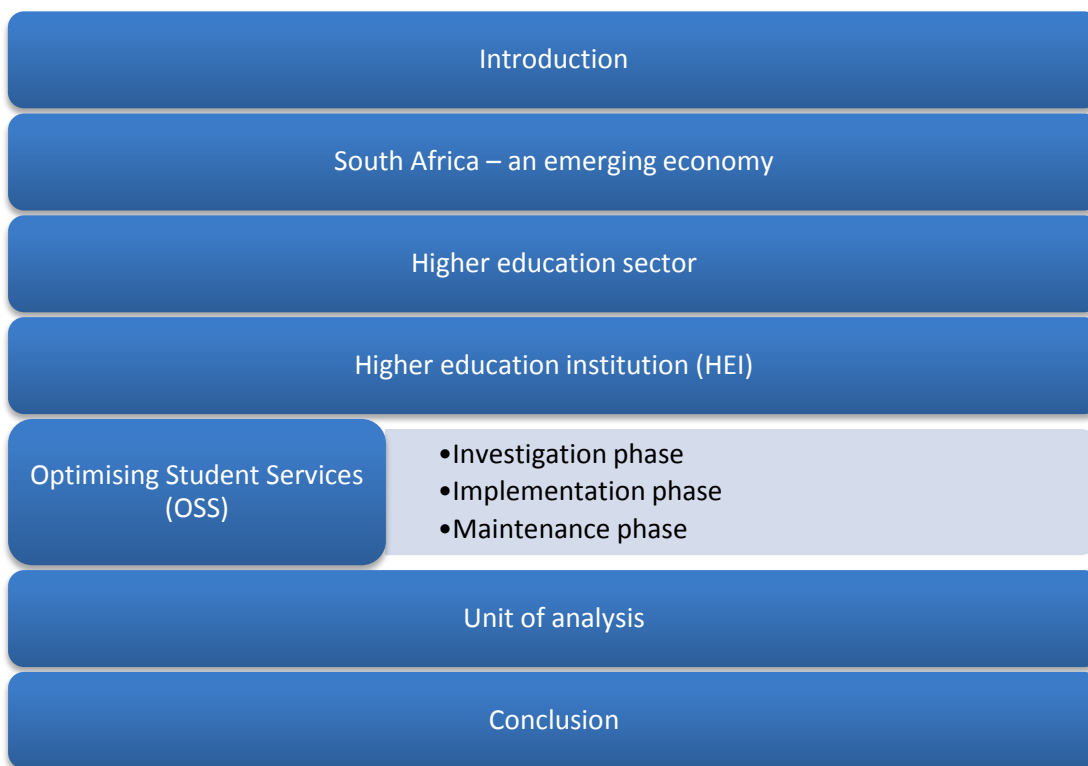 Introduction
South Africa – an emerging economy
Higher education sector
Higher education institution (HEI)
Optimising Student Services
(OSS)
•Investigation phase
•Implementation phase
•Maintenance phase
Unit of analysis
Conclusion